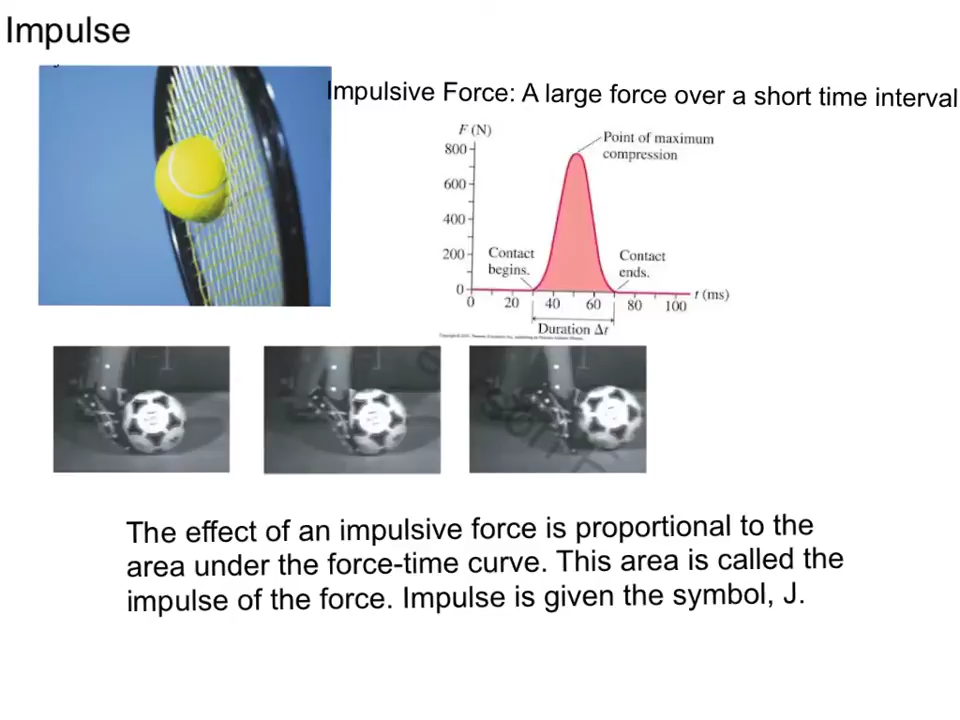 Impulse
Impulsive Force: A large force over a short time interval
F (N)
800
Point of maximum
compression
600
400
200
Contact
begins.
Contact
ends.
0
t (ms)
0 20 40 60 80 100
Duration Δt
The effect of an impulsive force is proportional to the
area under the force-time curve. This area is called the
impulse of the force. Impulse is given the symbol, J.